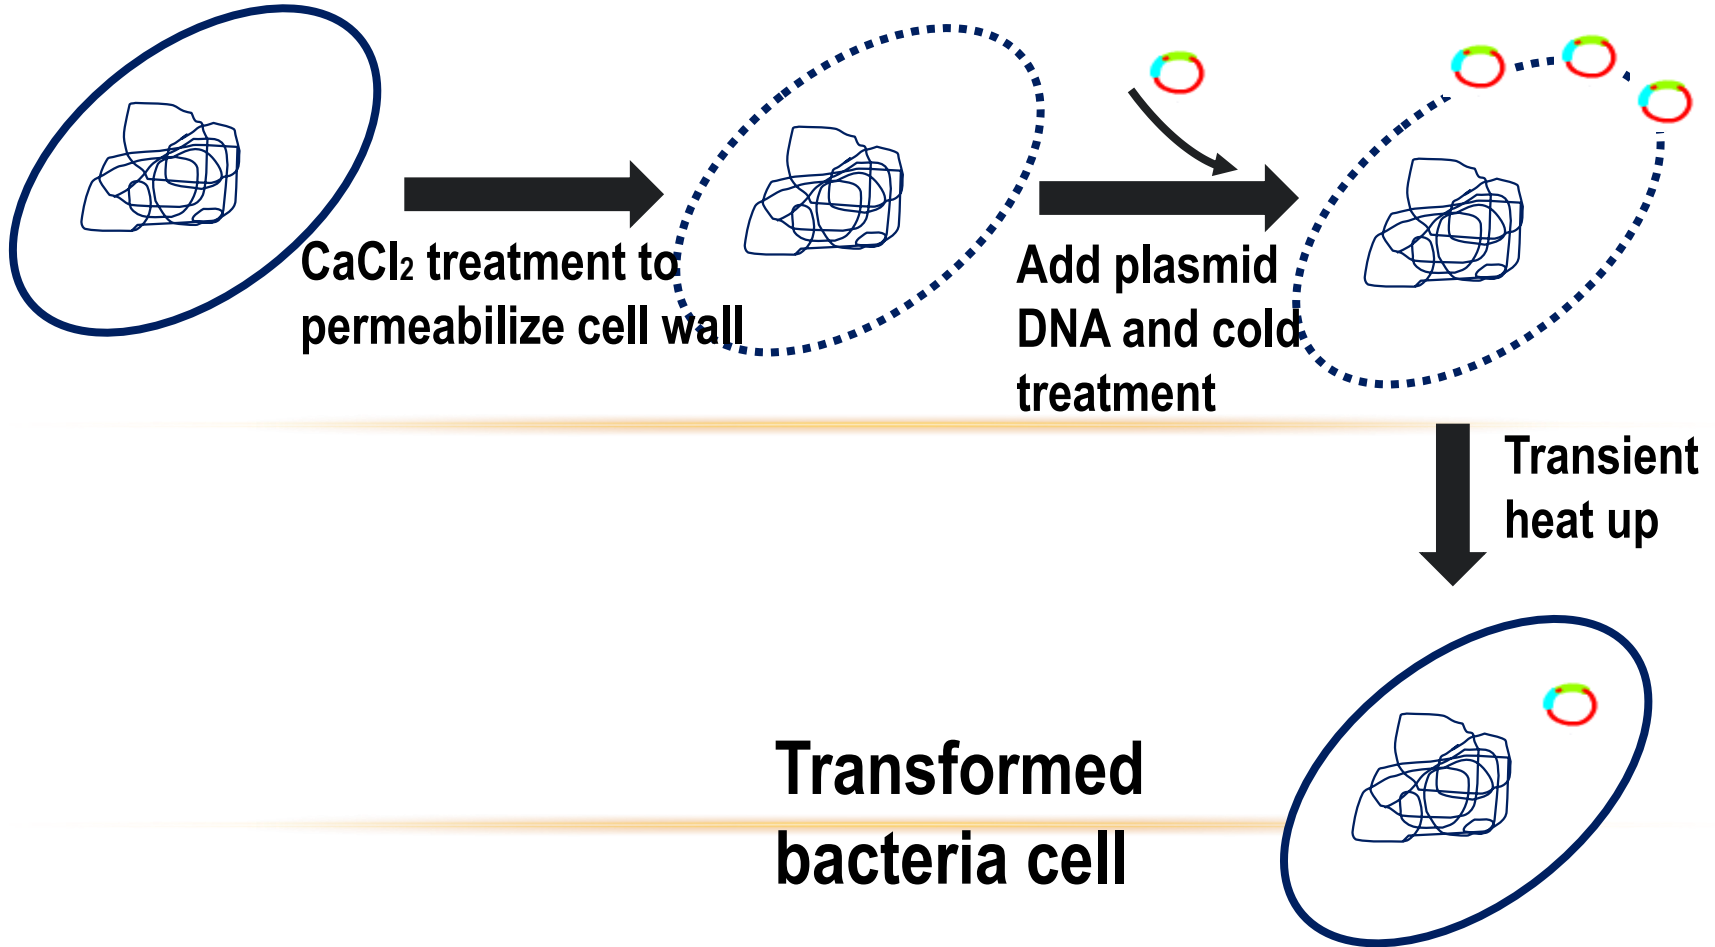 CaCl₂ treatment to
permeabilize cell wall
Add plasmid
DNA and cold
treatment
Transient
heat up
Transformed
bacteria cell